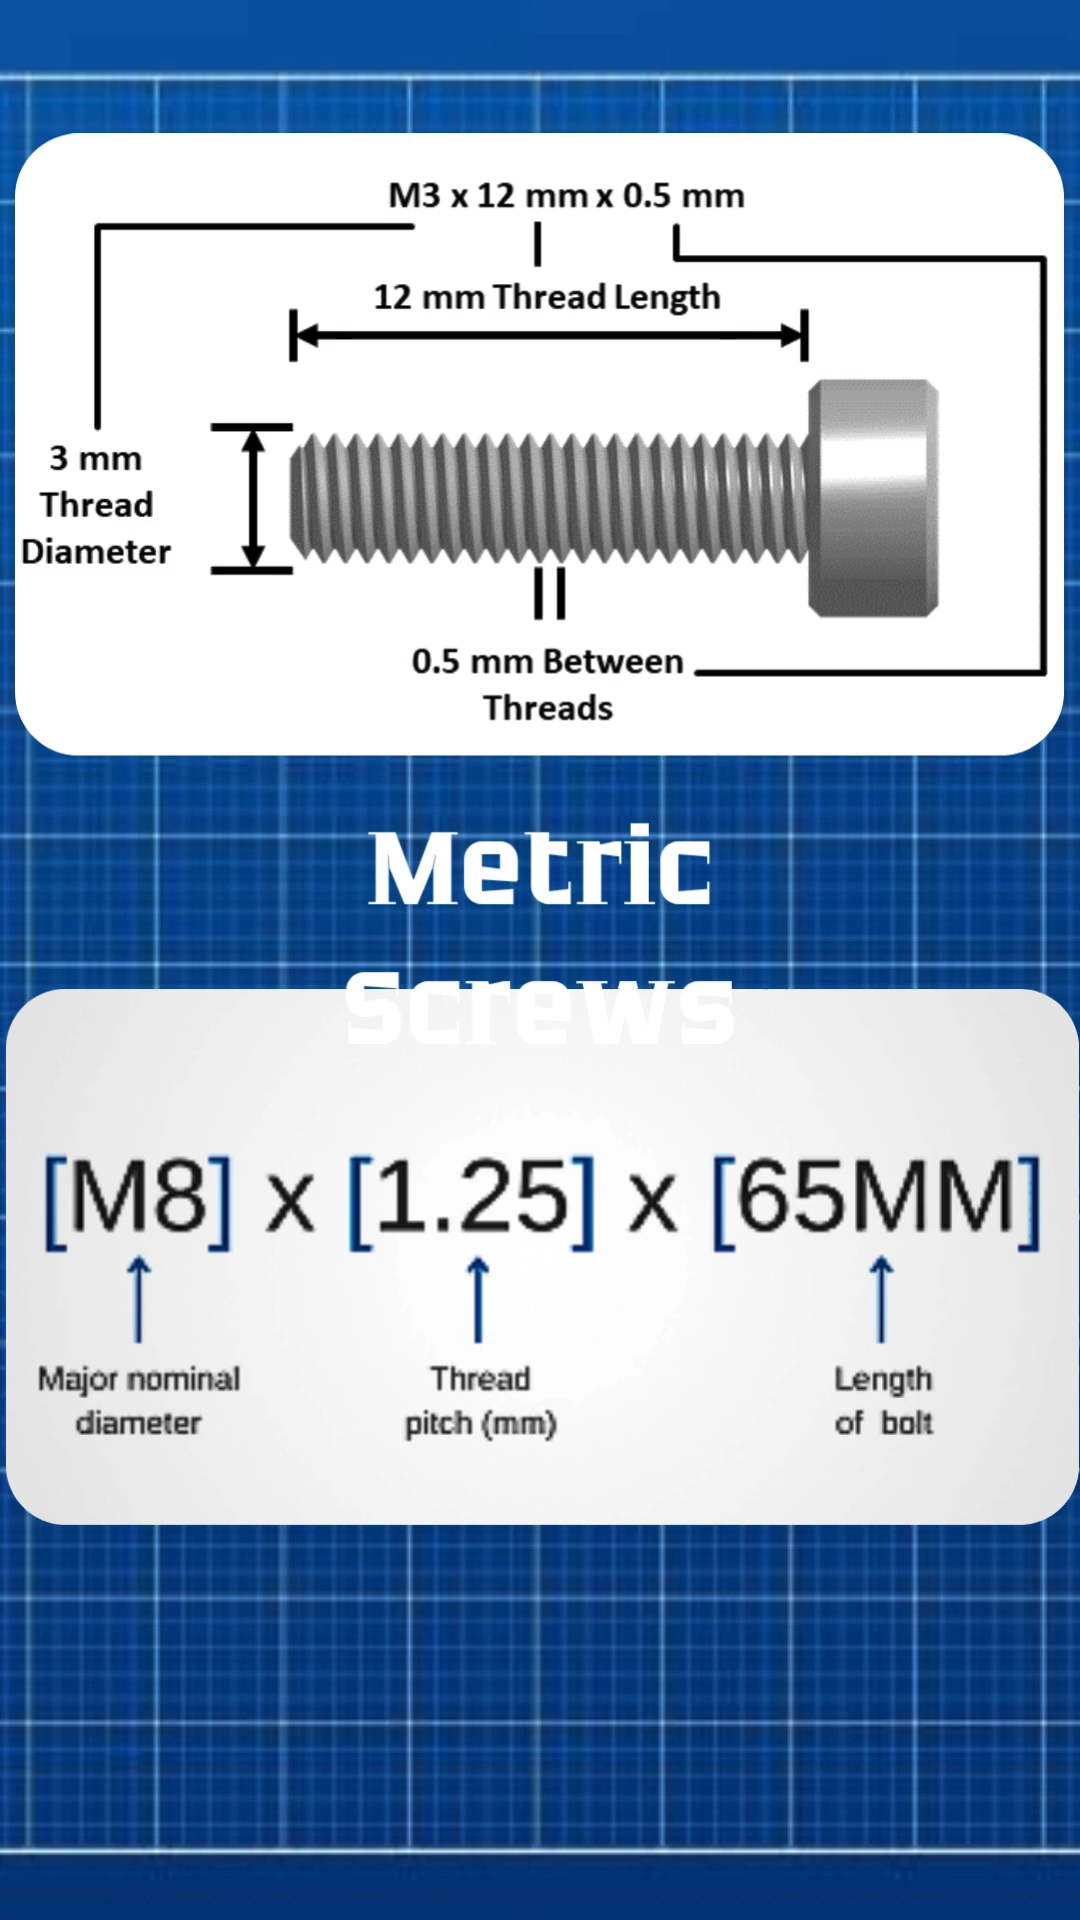 M3 x 12 mm x 0.5 mm
12 mm Thread Length
3 mm
Thread
Diameter
0.5 mm Between
Threads
Metric
Screws
[M8] x [1.25] x [65MM]
Major nominal
diameter
Thread
pitch (mm)
Length
of bolt